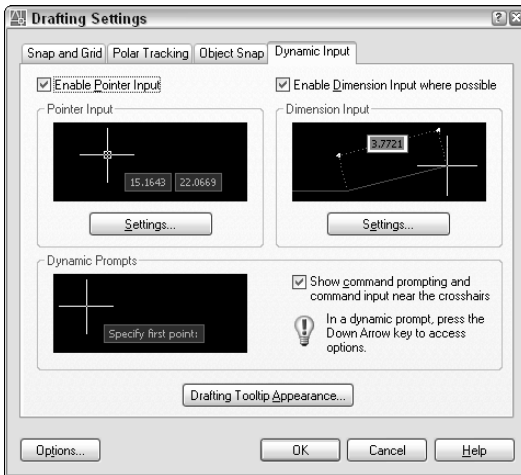 Drafting Settings
Snap and Grid Polar Tracking Object Snap Dynamic Input
Enable Pointer Input
Enable Dimension Input where possible
Pointer Input
15.1643 22.0669
Settings...
Dimension Input
3.7721
Settings...
Dynamic Prompts
Specify first point:
Show command prompting and
command input near the crosshairs
In a dynamic prompt, press the
Down Arrow key to access
options.
Drafting Tooltip Appearance...
Options... OK Cancel Help